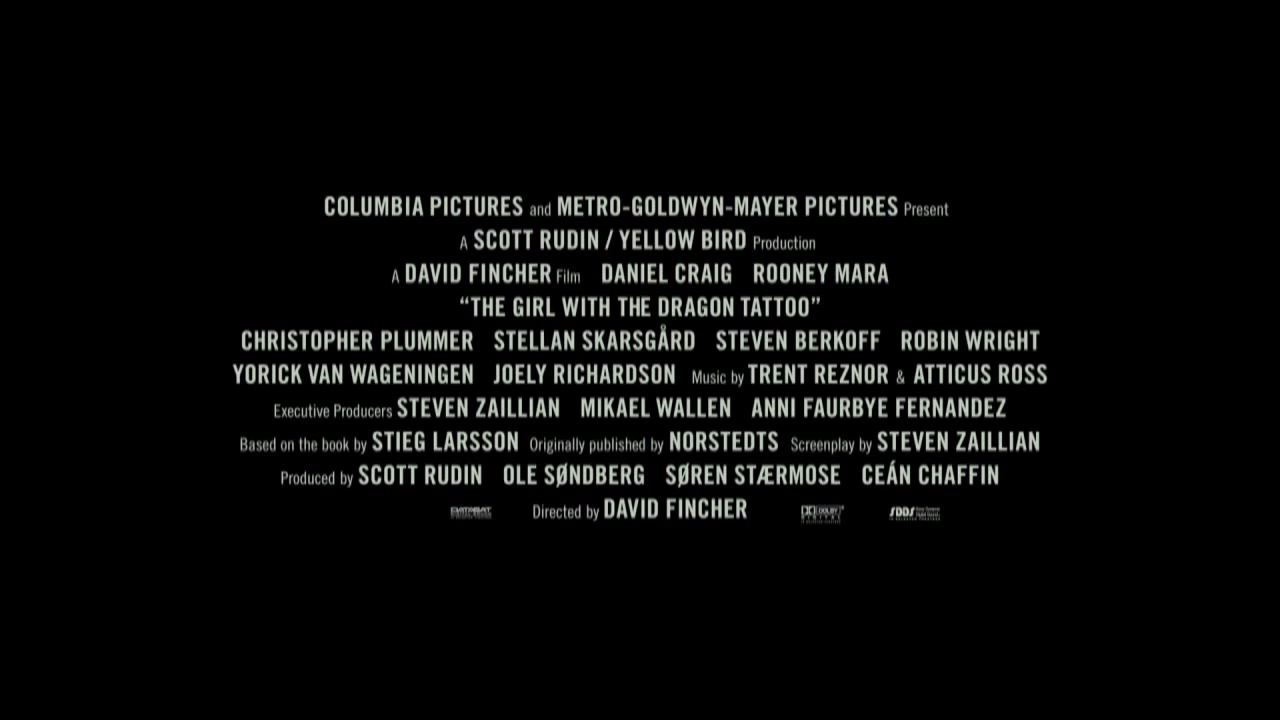 COLUMBIA PICTURES and METRO-GOLDWYN-MAYER PICTURES Present
A SCOTT RUDIN / YELLOW BIRD Production
A DAVID FINCHER Film DANIEL CRAIG ROONEY MARA
“THE GIRL WITH THE DRAGON TATTOO”
CHRISTOPHER PLUMMER STELLAN SKARSGÅRD STEVEN BERKOFF ROBIN WRIGHT
YORICK VAN WAGENINGEN JOELY RICHARDSON Music by TRENT REZNOR & ATTICUS ROSS
Executive Producers STEVEN ZAILLIAN MIKAEL WALLEN ANNI FAURBYE FERNANDEZ
Based on the book by STIEG LARSSON Originally published by NORSTEDTS Screenplay by STEVEN ZAILLIAN
Produced by SCOTT RUDIN OLE SØNDBERG SØREN STÆRMOSE CEÁN CHAFFIN
Directed by DAVID FINCHER DOLBY DIGITAL SDDS